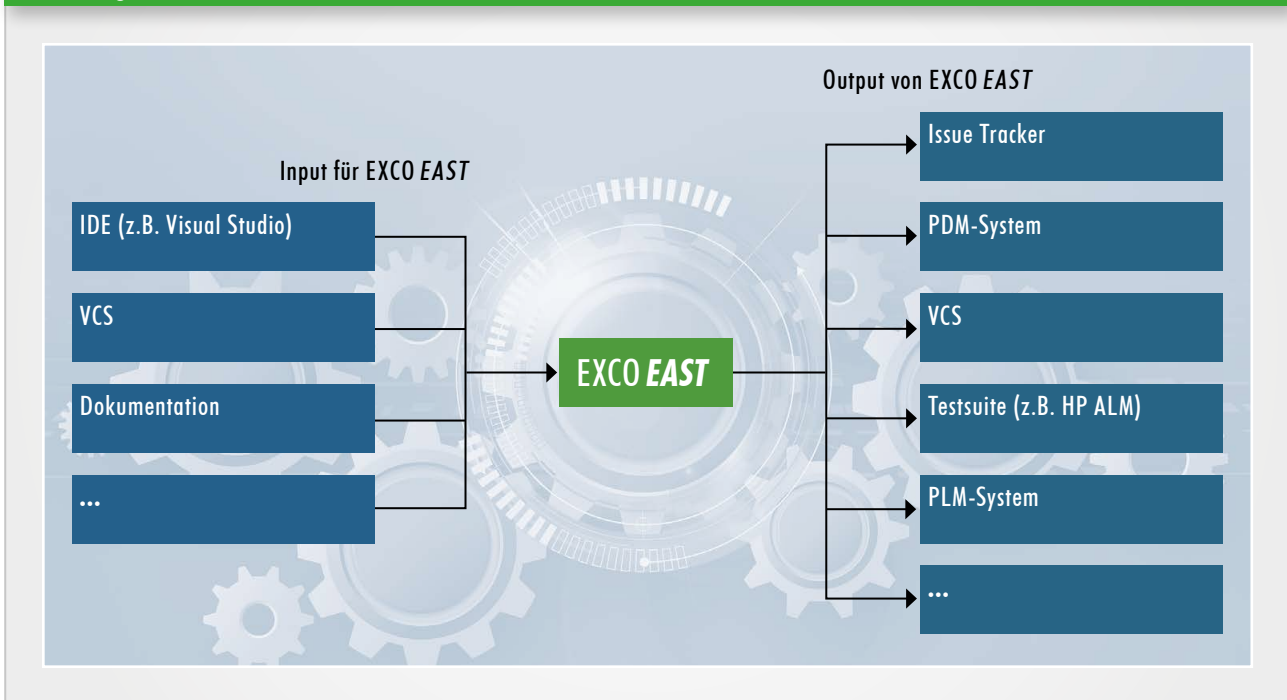 Output von EXCO EAST
Input für EXCO EAST
IDE (z.B. Visual Studio)
VCS
Dokumentation
...
EXCO EAST
Issue Tracker
PDM-System
VCS
Testsuite (z.B. HP ALM)
PLM-System
...